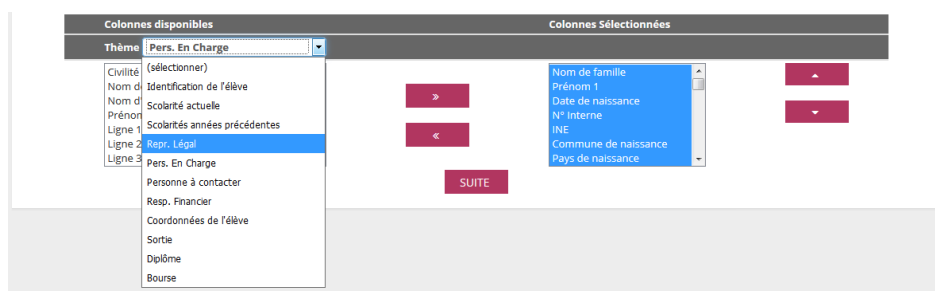 Colonnes disponibles
Colonnes Sélectionnées
Thème Pers. En Charge
Civilité
Nom d'
Prénom
Ligne 1
Ligne 2
Ligne 3
(sélectionner)
Identification de l'élève
Scolarité actuelle
Scolarités années précédentes
Repr. Légal
Pers. En Charge
Personne à contacter
Resp. Financier
Coordonnées de l'élève
Sortie
Diplôme
Bourse
»
«
Nom de famille
Prénom 1
Date de naissance
N° Interne
INE
Commune de naissance
Pays de naissance
SUITE